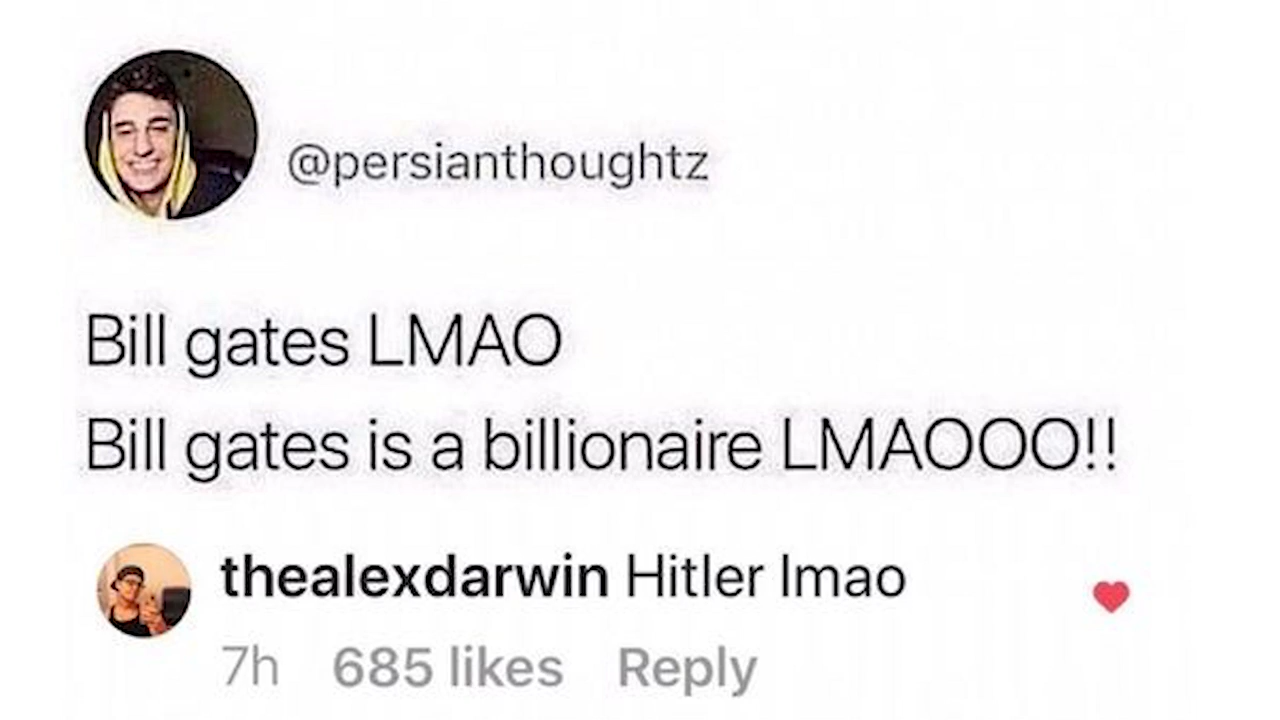 @persianthoughtz
Bill gates LMAO
Bill gates is a billionaire LMAOOO!!
thealexdarwin Hitler lmao
7h 685 likes Reply